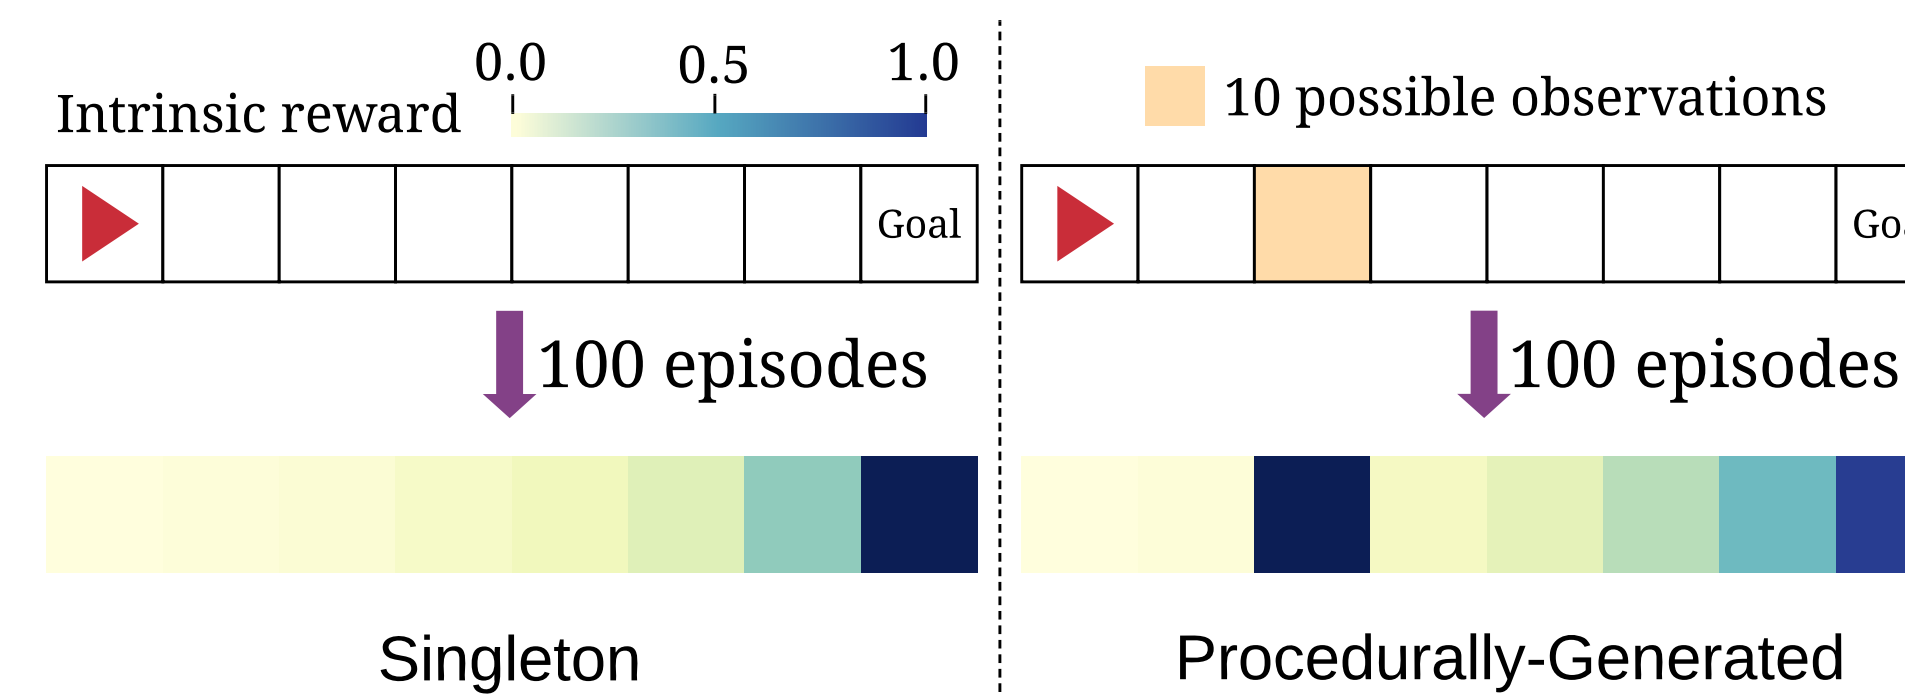 0.0 0.5 1.0
Intrinsic reward
Goal
100 episodes
Singleton
10 possible observations
100 episodes
Procedurally-Generated